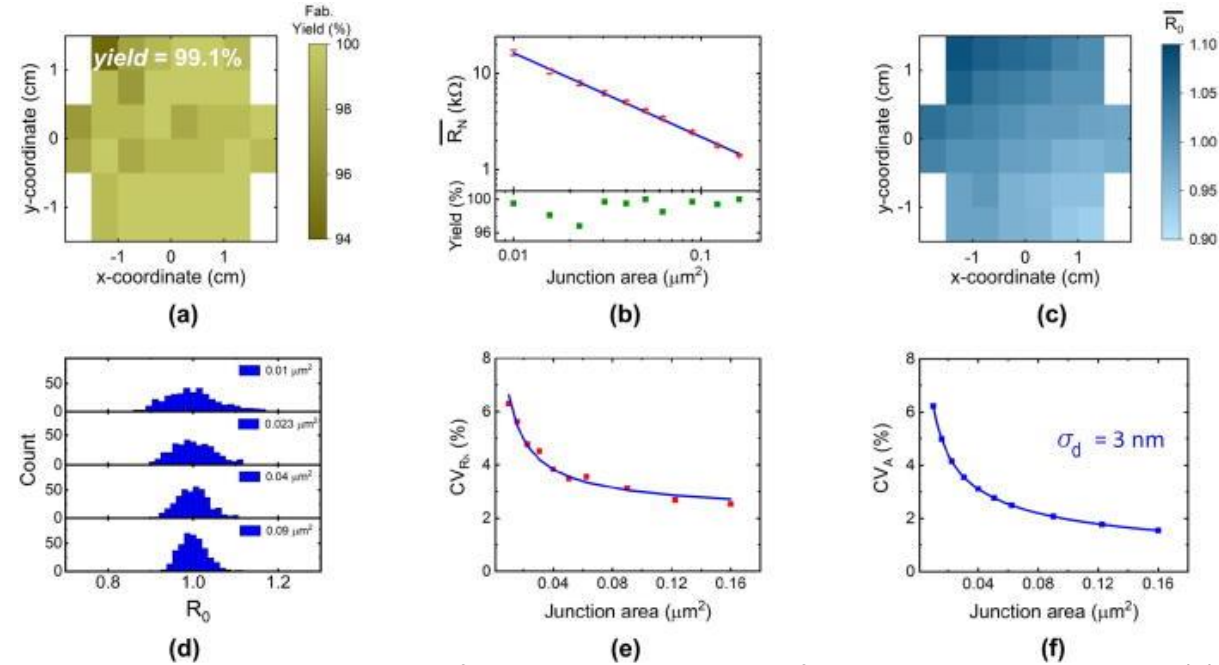 Fab.
Yield (%)
yield = 99.1%
y-coordinate (cm)
1
0
-1
-1 0 1
x-coordinate (cm)
100
98
96
94
(a)
R̅N (kΩ)
10
1
Yield (%)
100
96
0.01 0.1
Junction area (μm²)
(b)
R̅0
y-coordinate (cm)
1
0
-1
-1 0 1
x-coordinate (cm)
1.10
1.05
1.00
0.95
0.90
(c)
Count
50
0
50
0
50
0
50
0
0.01 μm²
0.023 μm²
0.04 μm²
0.09 μm²
0.8 1.0 1.2
R0
(d)
CVRN (%)
8
6
4
2
0
0.04 0.08 0.12 0.16
Junction area (μm²)
(e)
CVA (%)
8
6
4
2
0
σd = 3 nm
0.04 0.08 0.12 0.16
Junction area (μm²)
(f)